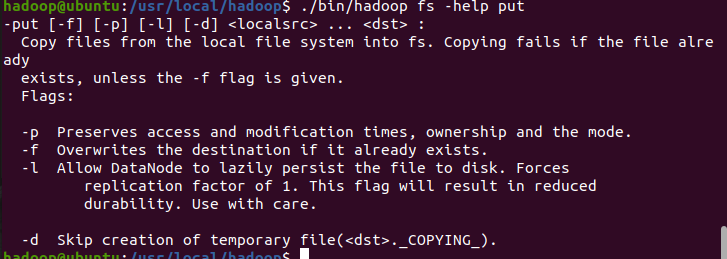 hadoop@ubuntu:/usr/local/hadoop$ ./bin/hadoop fs -help put
-put [-f] [-p] [-l] [-d] <localsrc> ... <dst> :
  Copy files from the local file system into fs. Copying fails if the file alre
ady
  exists, unless the -f flag is given.
  Flags:

  -p  Preserves access and modification times, ownership and the mode.
  -f  Overwrites the destination if it already exists.
  -l  Allow DataNode to lazily persist the file to disk. Forces
         replication factor of 1. This flag will result in reduced
         durability. Use with care.

  -d  Skip creation of temporary file(<dst>._COPYING_).
hadoop@ubuntu:/usr/local/hadoop$